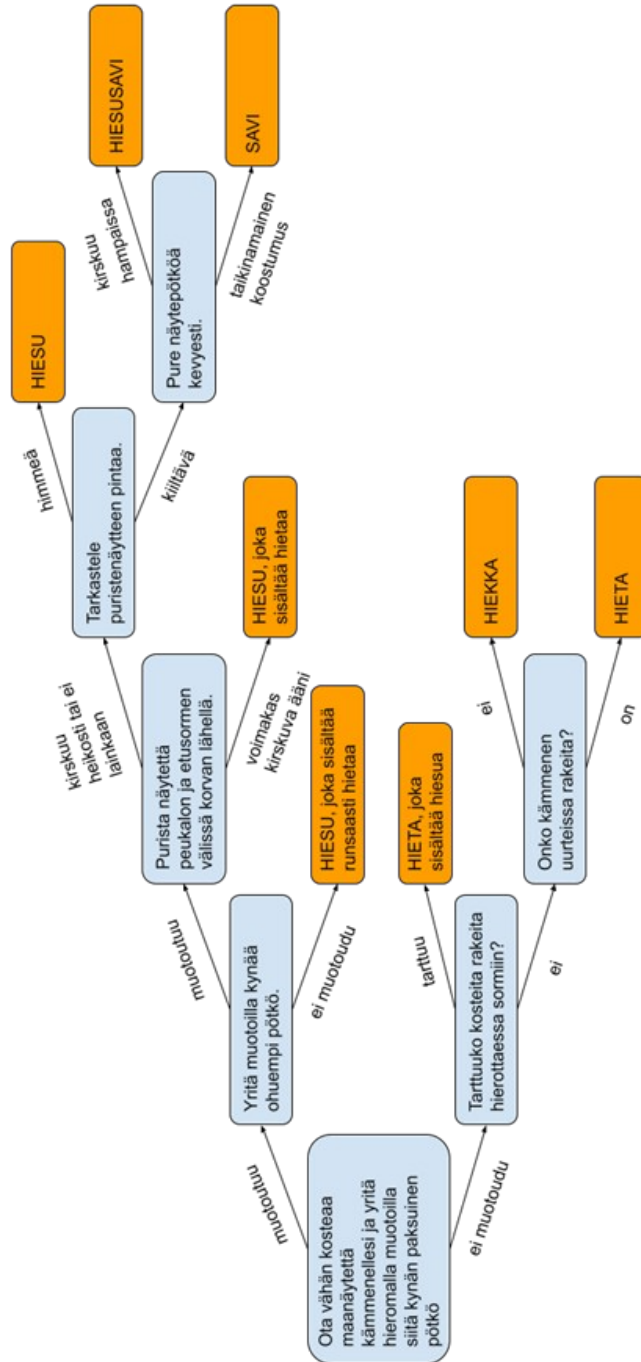 Ota vähän kosteaa
maanäytettä
kämmenellesi ja yritä
hieromalla muotoilla
siitä kynän paksuinen
pötkö
muotoutuu
ei muotoudu
Yritä muotoilla kynää
ohuempi pötkö.
muotoutuu
ei muotoudu
Purista näytettä
peukalon ja etusormen
välissä korvan lähellä.
HIESU, joka sisältää
runsaasti hietaa
kirskuu
heikosti tai ei
lainkaan
voimakas
kirskuva ääni
Tarkastele
puristenäytteen pintaa.
HIESU, joka
sisältää hietaa
himmeä
kiiltävä
HIESU
Pure näytepötköä
kevyesti.
kirskuu
hampaissa
taikinamainen
koostumus
HIESUSAVI
SAVI
Tarttuuko kosteita rakeita
hierottaessa sormiin?
tarttuu
ei
HIETA, joka
sisältää hiesua
Onko kämmenen
uurteissa rakeita?
ei
on
HIEKKA
HIETA